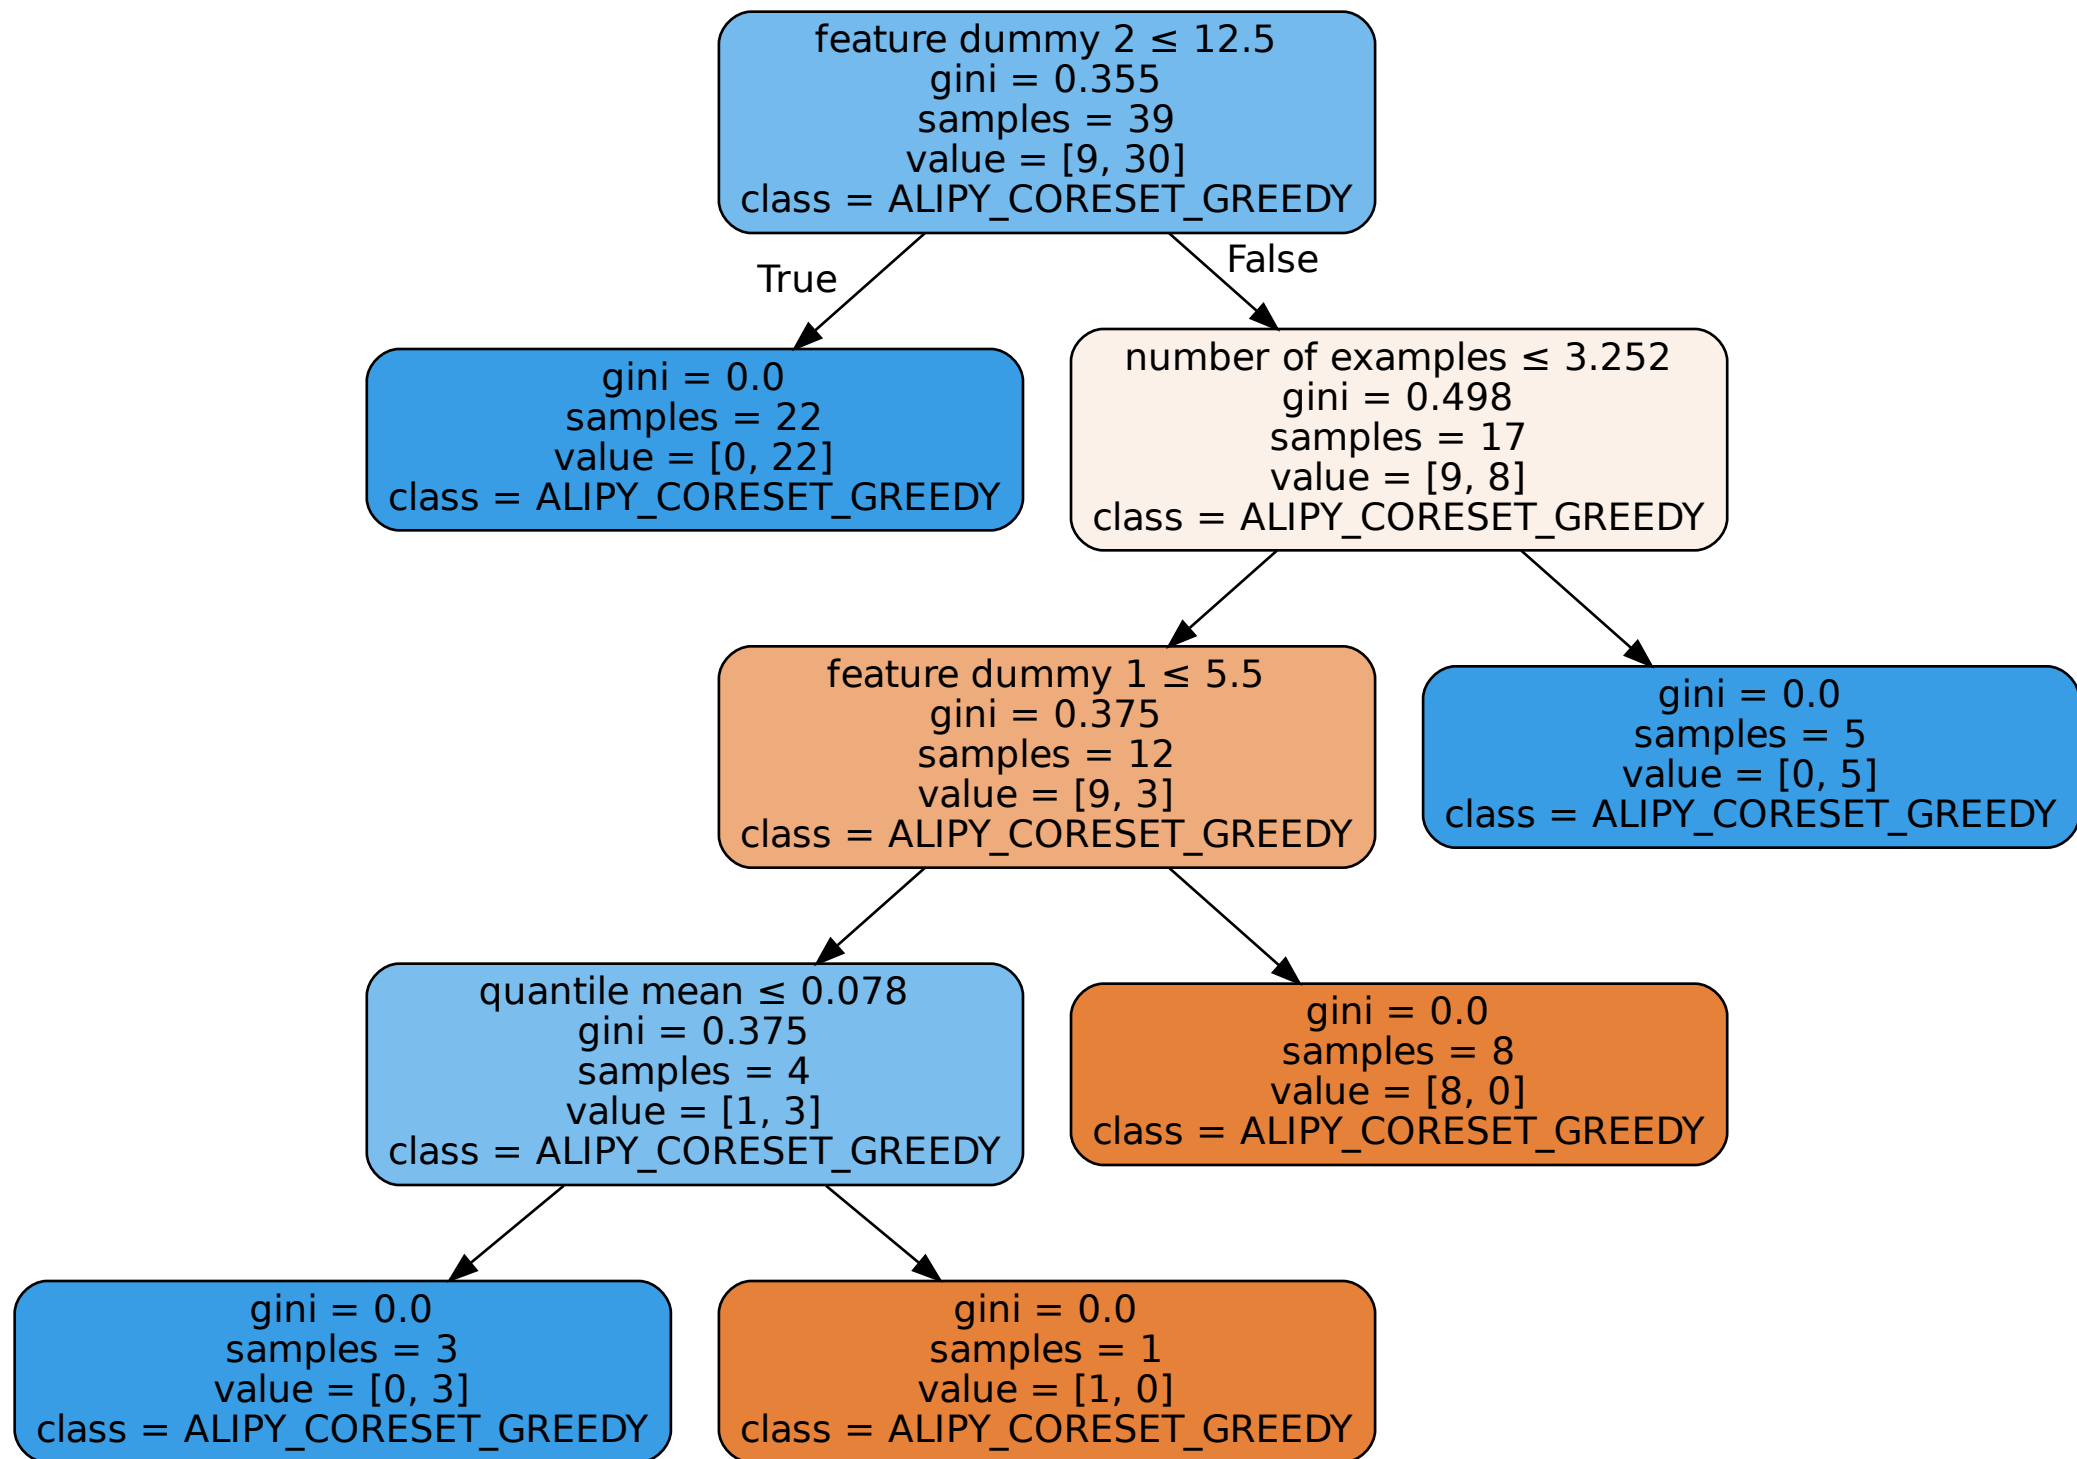 feature dummy 2 ≤ 12.5
gini = 0.355
samples = 39
value = [9, 30]
class = ALIPY_CORESET_GREEDY
True
False
gini = 0.0
samples = 22
value = [0, 22]
class = ALIPY_CORESET_GREEDY
number of examples ≤ 3.252
gini = 0.498
samples = 17
value = [9, 8]
class = ALIPY_CORESET_GREEDY
feature dummy 1 ≤ 5.5
gini = 0.375
samples = 12
value = [9, 3]
class = ALIPY_CORESET_GREEDY
gini = 0.0
samples = 5
value = [0, 5]
class = ALIPY_CORESET_GREEDY
quantile mean ≤ 0.078
gini = 0.375
samples = 4
value = [1, 3]
class = ALIPY_CORESET_GREEDY
gini = 0.0
samples = 8
value = [8, 0]
class = ALIPY_CORESET_GREEDY
gini = 0.0
samples = 3
value = [0, 3]
class = ALIPY_CORESET_GREEDY
gini = 0.0
samples = 1
value = [1, 0]
class = ALIPY_CORESET_GREEDY